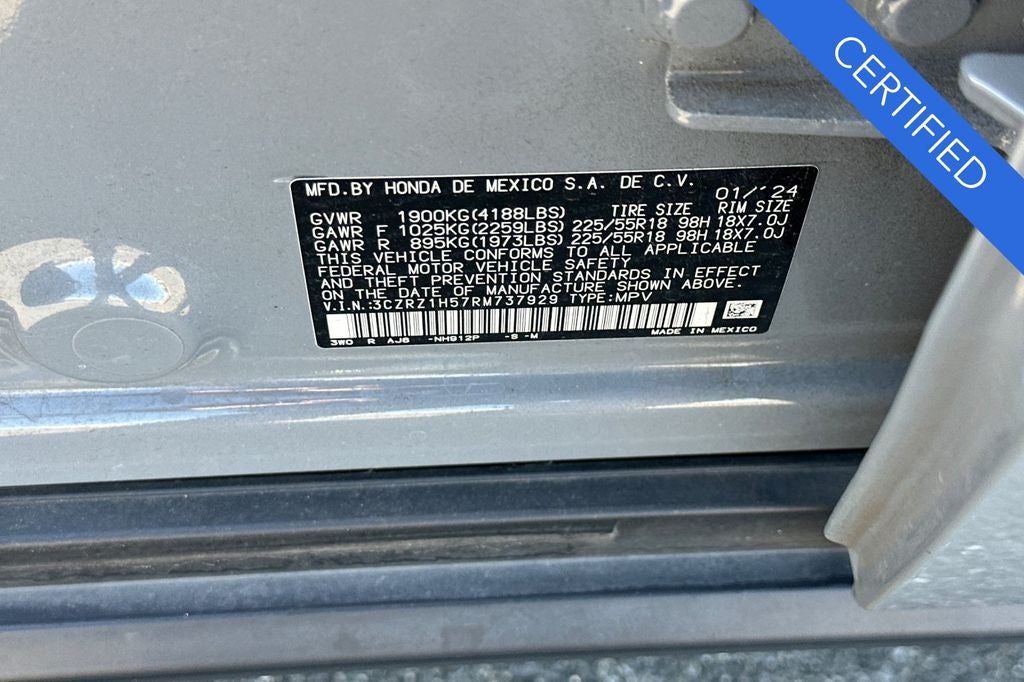 CERTIFIED
MFD.BY HONDA DE MEXICO S.A. DE C.V. 01/'24
GVWR 1900KG(4188LBS) TIRE SIZE RIM SIZE
GAWR F 1025KG(2259LBS) 225/55R18 98H 18X7.0J
GAWR R 895KG(1973LBS) 225/55R18 98H 18X7.0J
THIS VEHICLE CONFORMS TO ALL APPLICABLE
FEDERAL MOTOR VEHICLE SAFETY
AND THEFT PREVENTION STANDARDS IN EFFECT
ON THE DATE OF MANUFACTURE SHOWN ABOVE.
V.I.N:3CZRZ1H57RM737929 TYPE:MPV
3W0 R AJ8 -NH912P -S -M MADE IN MEXICO